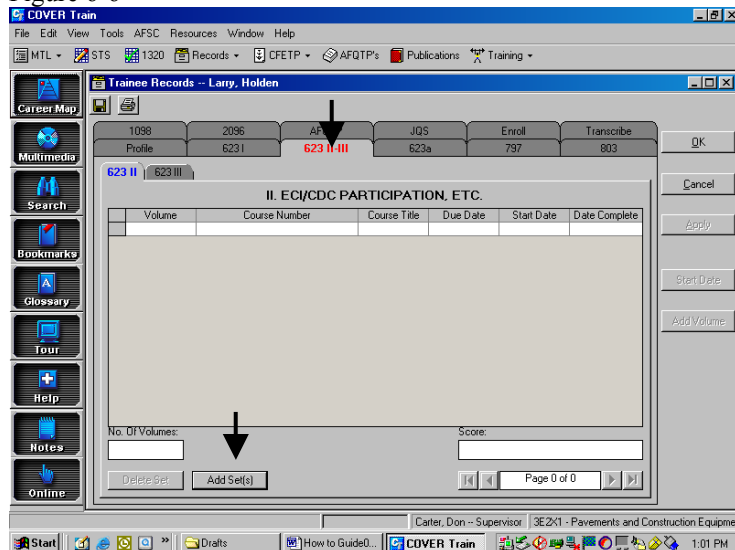 COVER Train
File Edit View Tools AFSC Resources Window Help
MTL STS 1320 Records CFETP AFQTP's Publications Training
Trainee Records -- Larry, Holden
Career Map
Multimedia
Search
Bookmarks
Glossary
Tour
Help
Notes
Online
1098 2096 JQS Enroll Transcribe
Profile 623 I 623 II-III 623a 797 803
623 II 623 III
II. ECI/CDC PARTICIPATION, ETC.
Volume Course Number Course Title Due Date Start Date Date Complete
No. Of Volumes: Score:
Delete Set Add Set(s) Page 0 of 0
OK
Cancel
Apply
Start Date
Add Volume
Carter, Don -- Supervisor 3E2X1 - Pavements and Construction Equipme
Start » Drafts How to Guide0... COVER Train 1:01 PM